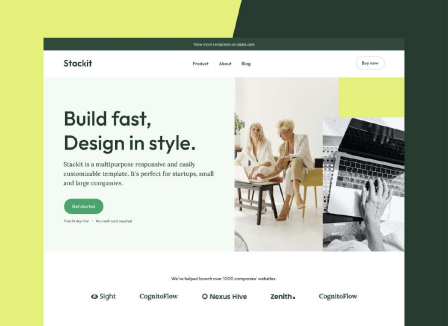 View more templates on uistet.com
Stackit
Product About Blog
Buy now
Build fast,
Design in style.
Stackit is a multipurpose responsive and easily
customizable template. It's perfect for startups, small
and large companies.
Get started
Free 14 day trial • No credit card required
We've helped launch over 1000 companies' websites.
Sight CognitoFlow Nexus Hive Zenith. CognitoFlow